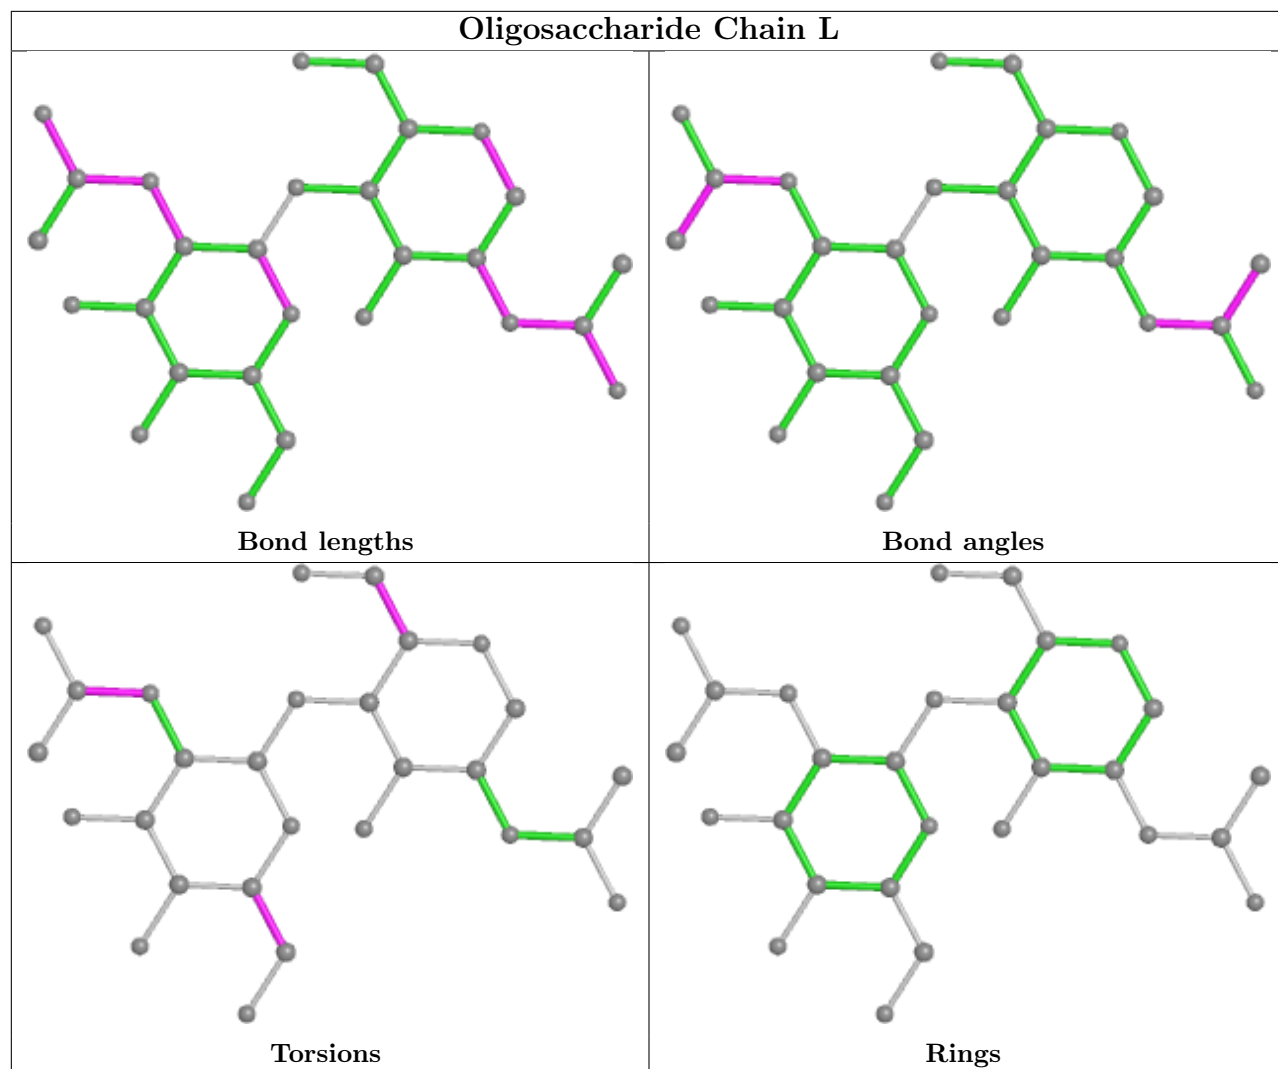 Oligosaccharide Chain L
Bond lengths
Bond angles
Torsions
Rings